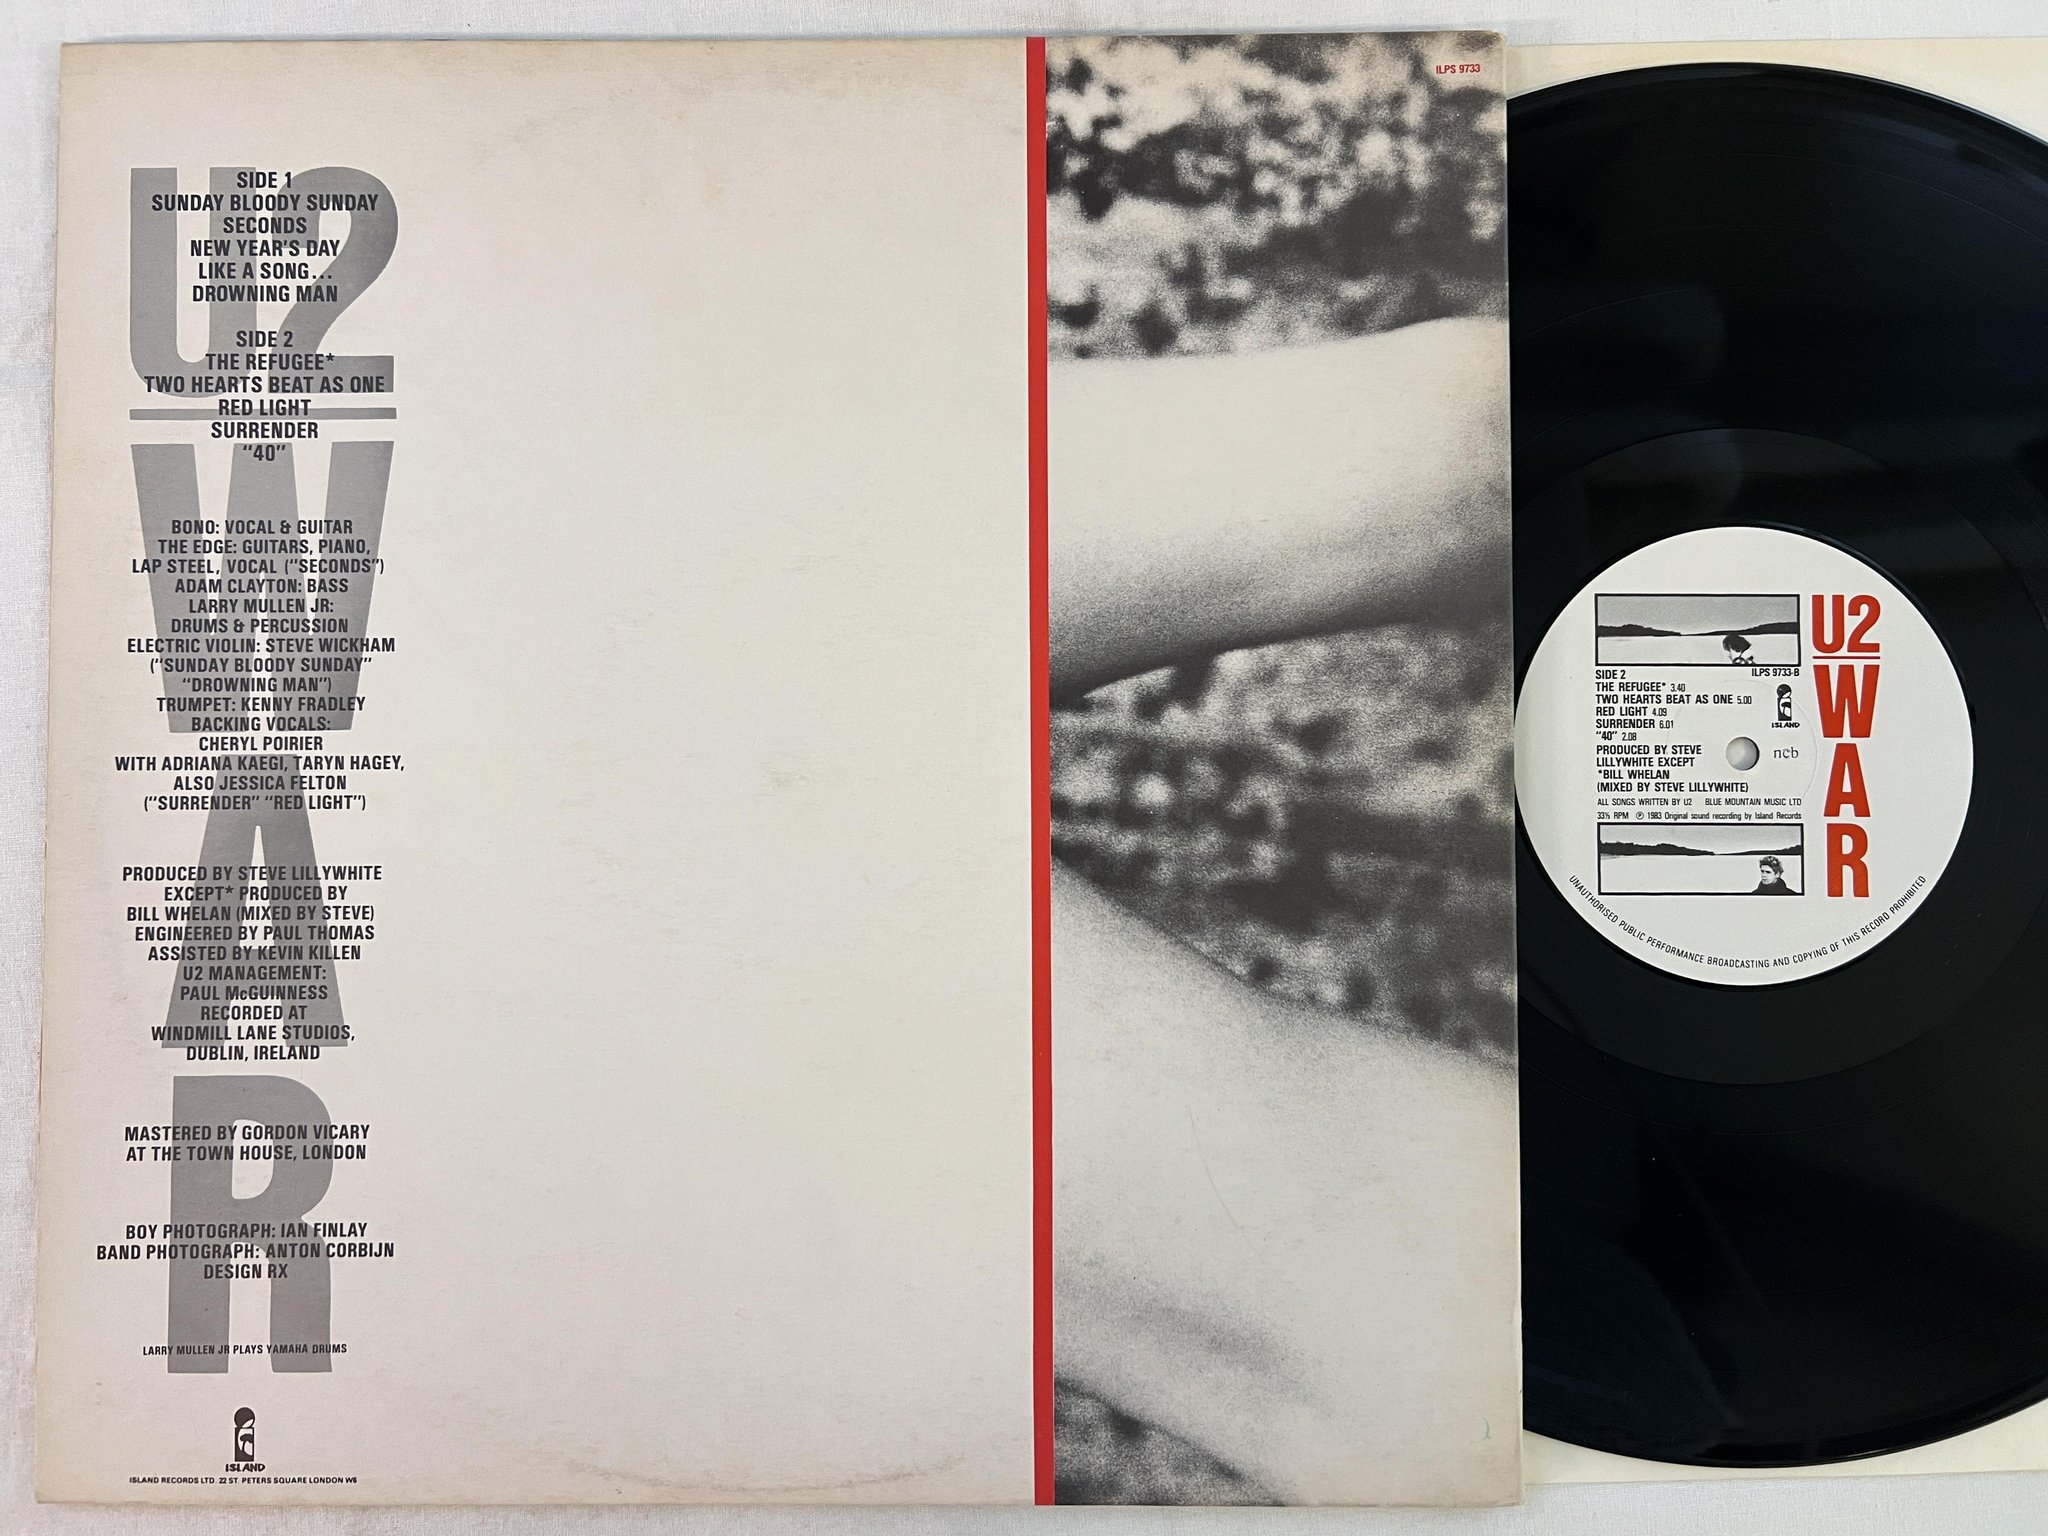 U2
WAR
SIDE 1
SUNDAY BLOODY SUNDAY
SECONDS
NEW YEAR'S DAY
LIKE A SONG...
DROWNING MAN
SIDE 2
THE REFUGEE*
TWO HEARTS BEAT AS ONE
RED LIGHT
SURRENDER
"40"
BONO: VOCAL & GUITAR
THE EDGE: GUITARS, PIANO,
LAP STEEL, VOCAL ("SECONDS")
ADAM CLAYTON: BASS
LARRY MULLEN JR:
DRUMS & PERCUSSION
ELECTRIC VIOLIN: STEVE WICKHAM
("SUNDAY BLOODY SUNDAY"
"DROWNING MAN")
TRUMPET: KENNY FRADLEY
BACKING VOCALS:
CHERYL POIRIER
WITH ADRIANA KAEGI, TARYN HAGEY,
ALSO JESSICA FELTON
("SURRENDER" "RED LIGHT")
PRODUCED BY STEVE LILLYWHITE
EXCEPT* PRODUCED BY
BILL WHELAN (MIXED BY STEVE)
ENGINEERED BY PAUL THOMAS
ASSISTED BY KEVIN KILLEN
U2 MANAGEMENT:
PAUL McGUINNESS
RECORDED AT
WINDMILL LANE STUDIOS,
DUBLIN, IRELAND
MASTERED BY GORDON VICARY
AT THE TOWN HOUSE, LONDON
BOY PHOTOGRAPH: IAN FINLAY
BAND PHOTOGRAPH: ANTON CORBIJN
DESIGN RX
LARRY MULLEN JR PLAYS YAMAHA DRUMS
ISLAND
ISLAND RECORDS LTD. 22 ST. PETERS SQUARE LONDON W6
ILPS 9733
U2
WAR
SIDE 2 ILPS 9733-B
THE REFUGEE* 3.40
TWO HEARTS BEAT AS ONE 5.00
RED LIGHT 4.09
SURRENDER 6.01
"40" 2.08
ISLAND
PRODUCED BY STEVE
LILLYWHITE EXCEPT
*BILL WHELAN
(MIXED BY STEVE LILLYWHITE)
ncb
ALL SONGS WRITTEN BY U2 BLUE MOUNTAIN MUSIC LTD
33⅓ RPM ℗ 1983 Original sound recording by Island Records
UNAUTHORISED PUBLIC PERFORMANCE BROADCASTING AND COPYING OF THIS RECORD PROHIBITED